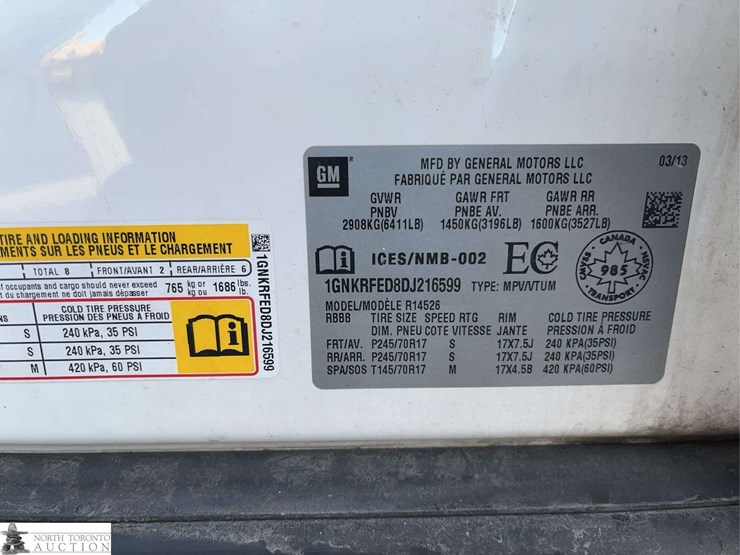 GM
MFD BY GENERAL MOTORS LLC 03/13
FABRIQUÉ PAR GENERAL MOTORS LLC
GVWR GAWR FRT GAWR RR
PNBV PNBE AV. PNBE ARR.
2908KG(6411LB) 1450KG(3196LB) 1600KG(3527LB)
ICES/NMB-002 EC
CANADA
985
TRANSPORT
1GNKRFED8DJ216599 TYPE: MPV/VTUM
MODEL/MODÈLE R14526
RBBB TIRE SIZE SPEED RTG RIM COLD TIRE PRESSURE
DIM. PNEU COTE VITESSE JANTE PRESSION À FROID
FRT/AV. P245/70R17 S 17X7.5J 240 KPA(35PSI)
RR/ARR. P245/70R17 S 17X7.5J 240 KPA(35PSI)
SPA/SOS T145/70R17 M 17X4.5B 420 KPA(60PSI)
TIRE AND LOADING INFORMATION
SUR LES PNEUS ET LE CHARGEMENT
TOTAL 8 FRONT/AVANT 2 REAR/ARRIÈRE 6
occupants and cargo should never exceed 765 kg or 1686 lbs.
du chargement ne doit jamais dépasser kg ou lb.
COLD TIRE PRESSURE
PRESSION DES PNEUS À FROID
S 240 kPa, 35 PSI
S 240 kPa, 35 PSI
M 420 kPa, 60 PSI
1GNKRFED8DJ216599
NORTH TORONTO
AUCTION